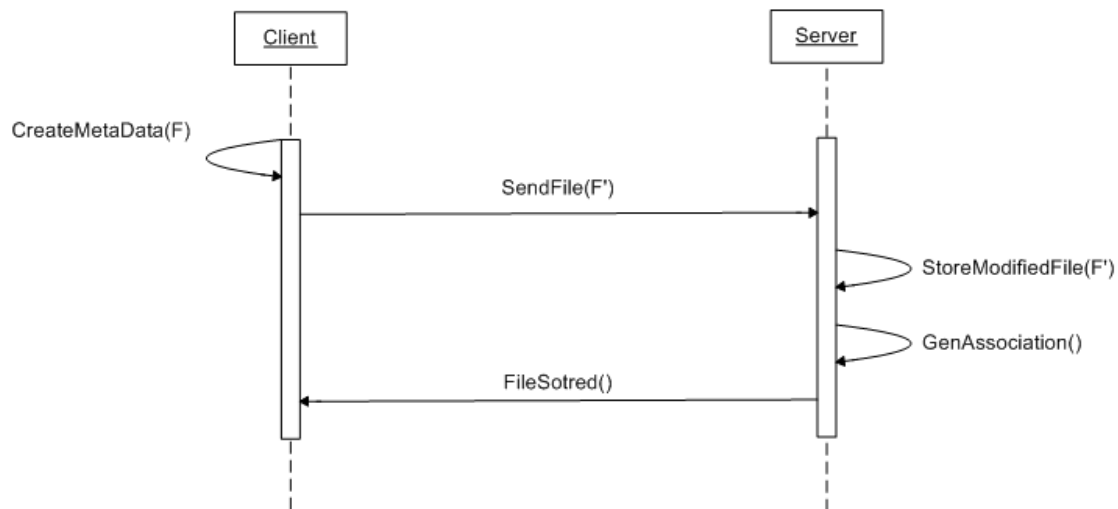 Client
Server
CreateMetaData(F)
SendFile(F')
StoreModifiedFile(F')
GenAssociation()
FileSotred()